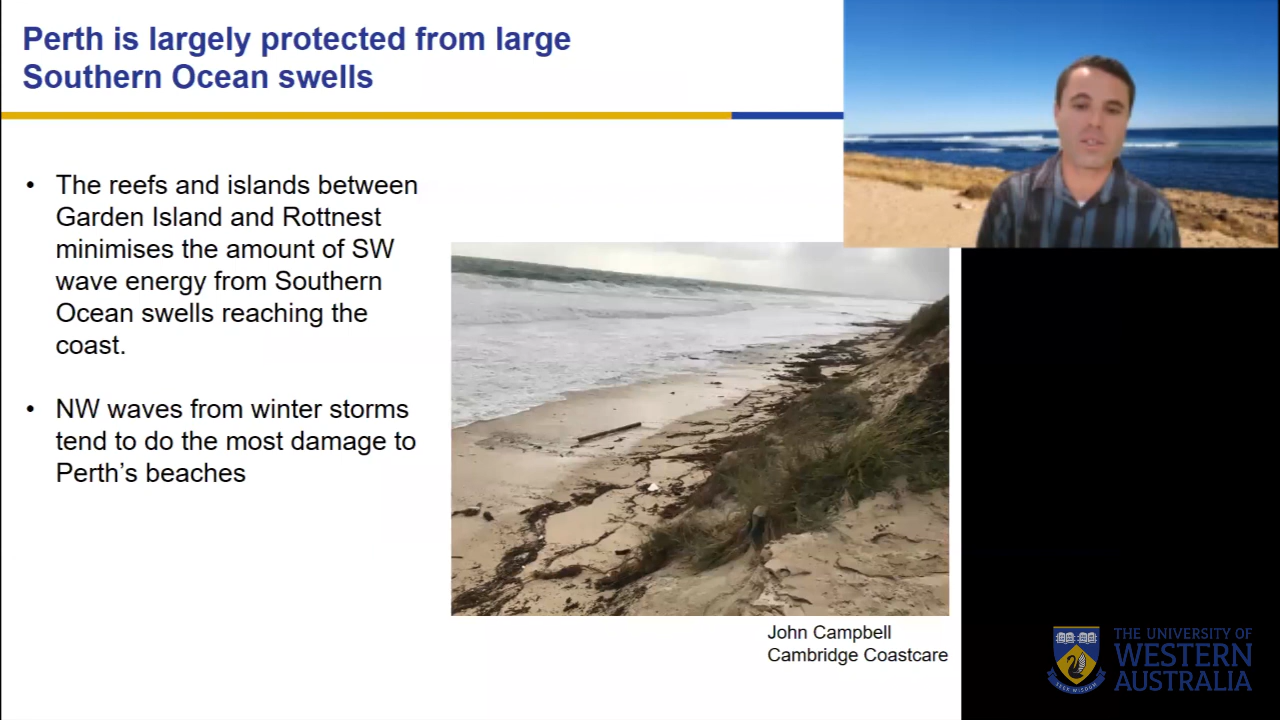 Perth is largely protected from large
Southern Ocean swells
• The reefs and islands between
Garden Island and Rottnest
minimises the amount of SW
wave energy from Southern
Ocean swells reaching the
coast.
• NW waves from winter storms
tend to do the most damage to
Perth's beaches
John Campbell
Cambridge Coastcare
THE UNIVERSITY OF
WESTERN
AUSTRALIA
SEEK WISDOM